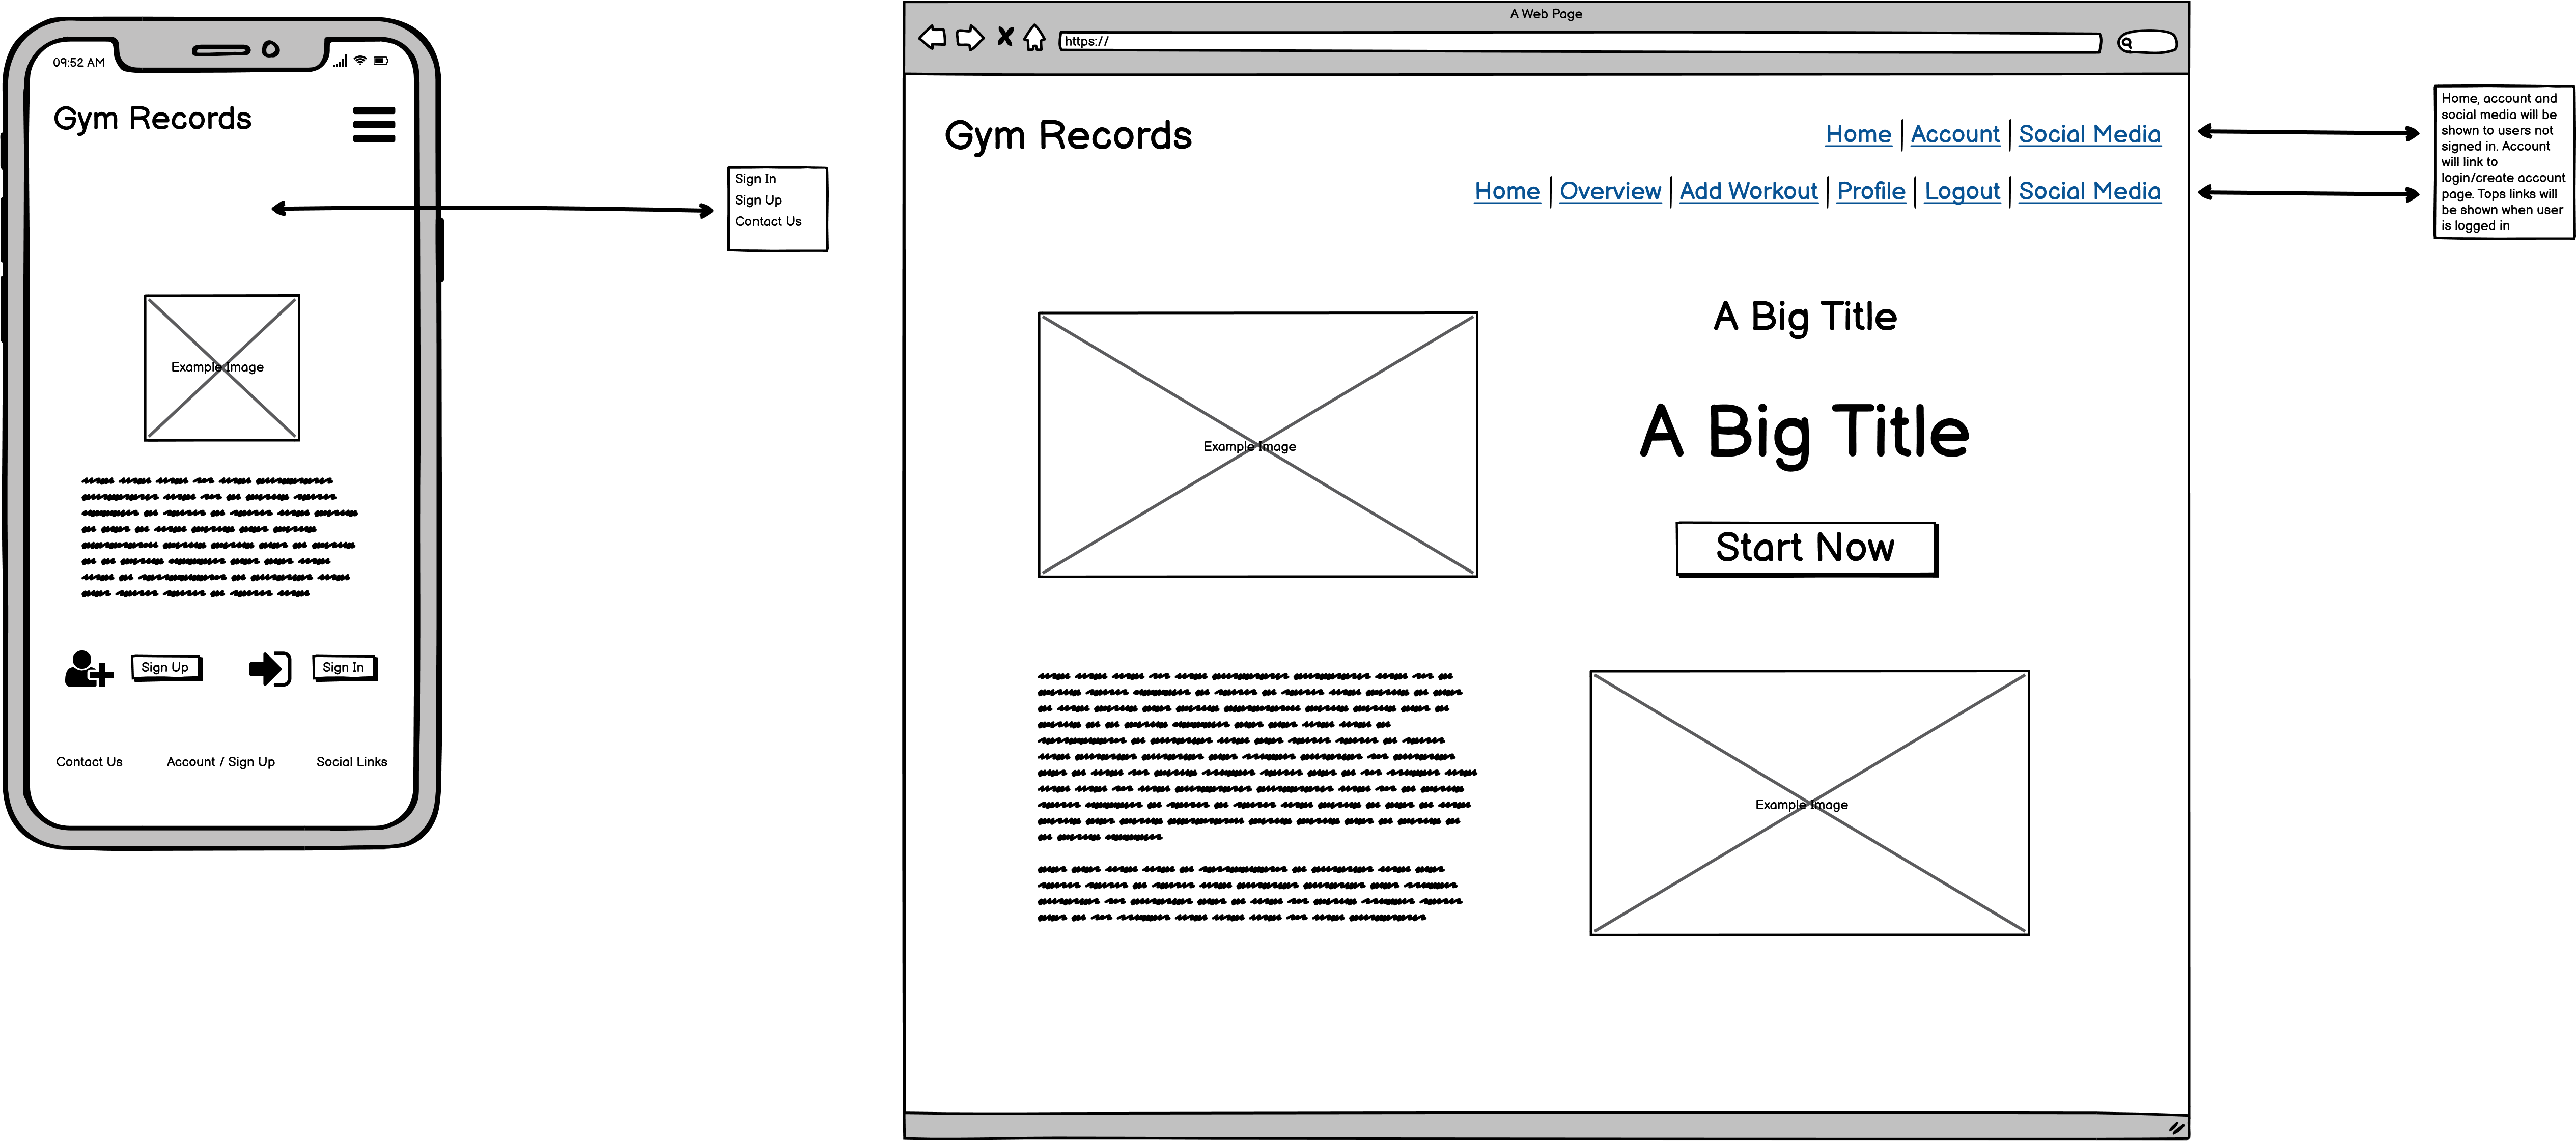 09:52 AM
Gym Records
Sign In
Sign Up
Contact Us
Example Image
Sign Up
Sign In
Contact Us
Account / Sign Up
Social Links
A Web Page
https://
Gym Records
Home | Account | Social Media
Home | Overview | Add Workout | Profile | Logout | Social Media
Example Image
A Big Title
A Big Title
Start Now
Example Image
Home, account and
social media will be
shown to users not
signed in. Account
will link to
login/create account
page. Tops links will
be shown when user
is logged in